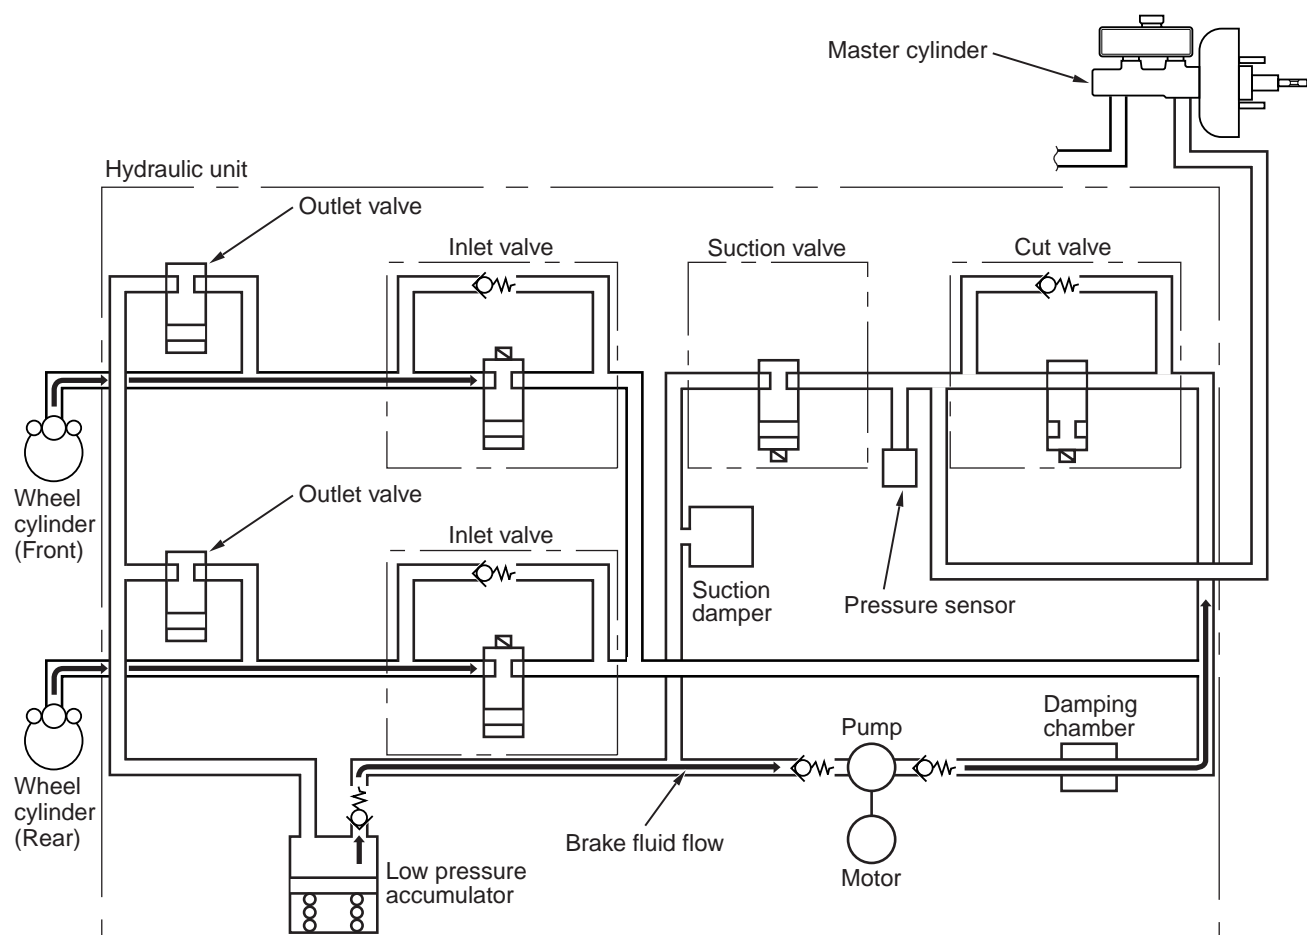 Master cylinder
Hydraulic unit
Outlet valve
Inlet valve
Suction valve
Cut valve
Wheel
cylinder
(Front)
Outlet valve
Inlet valve
Suction
damper
Pressure sensor
Wheel
cylinder
(Rear)
Pump
Damping
chamber
Brake fluid flow
Low pressure
accumulator
Motor